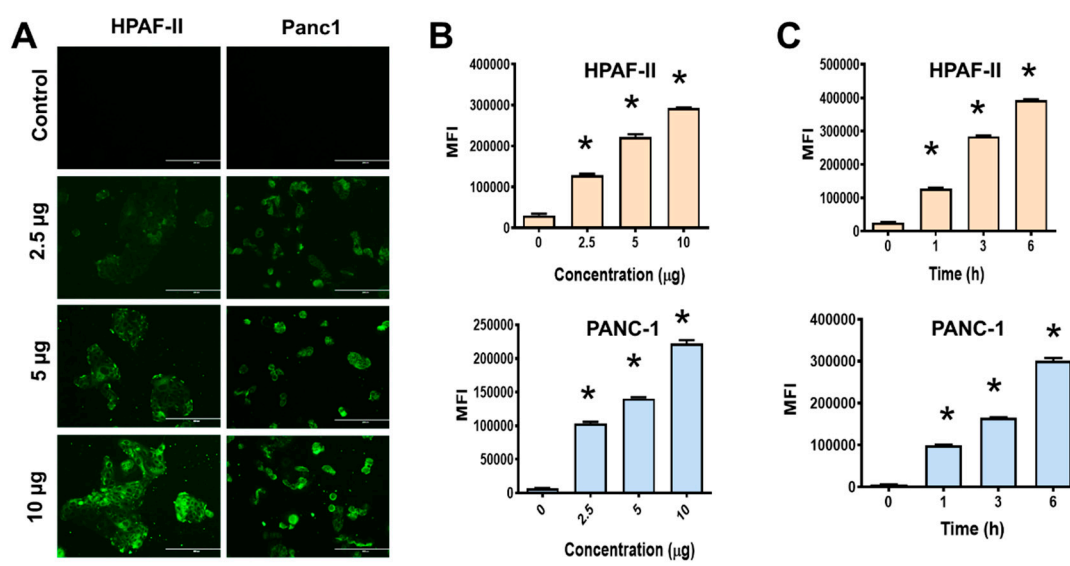 A
HPAF-II
Panc1
Control
2.5 µg
5 µg
10 µg
B
HPAF-II
400000
300000
200000
100000
0
MFI
* * *
0 2.5 5 10
Concentration (µg)
PANC-1
250000
200000
150000
100000
50000
0
MFI
* * *
0 2.5 5 10
Concentration (µg)
C
HPAF-II
500000
400000
300000
200000
100000
0
MFI
* * *
0 1 3 6
Time (h)
PANC-1
400000
300000
200000
100000
0
MFI
* * *
0 1 3 6
Time (h)